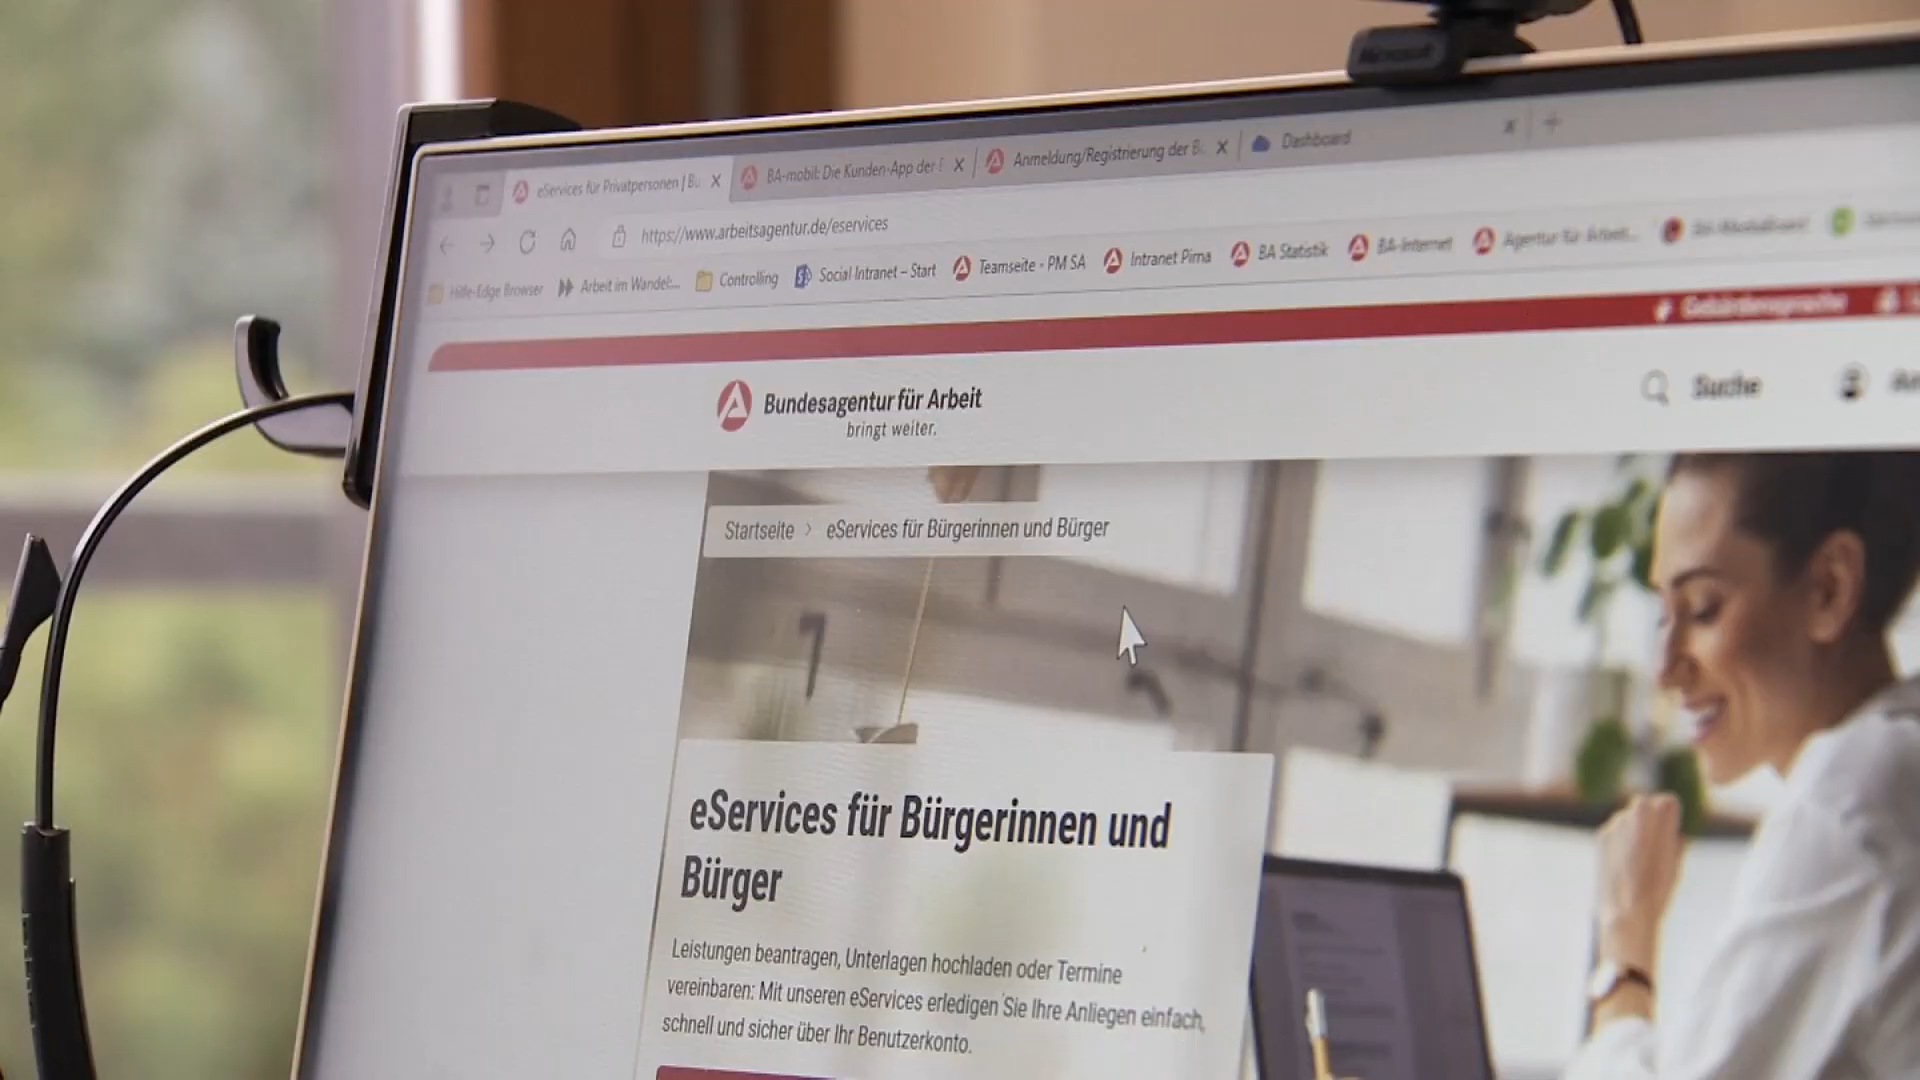 Microsoft
eServices für Privatpersonen | Bu
BA-mobil: Die Kunden-App der
Anmeldung/Registrierung der B
Dashboard
https://www.arbeitsagentur.de/eservices
Hilfe-Edge Browser
Arbeit im Wandel:...
Controlling
Social Intranet – Start
Teamseite - PM SA
Intranet Pirna
BA Statistik
BA-Internet
Agentur für Arbeit...
Gebärdensprache
Bundesagentur für Arbeit
bringt weiter.
Suche
Startseite > eServices für Bürgerinnen und Bürger
eServices für Bürgerinnen und
Bürger
Leistungen beantragen, Unterlagen hochladen oder Termine
vereinbaren: Mit unseren eServices erledigen Sie Ihre Anliegen einfach,
schnell und sicher über Ihr Benutzerkonto.